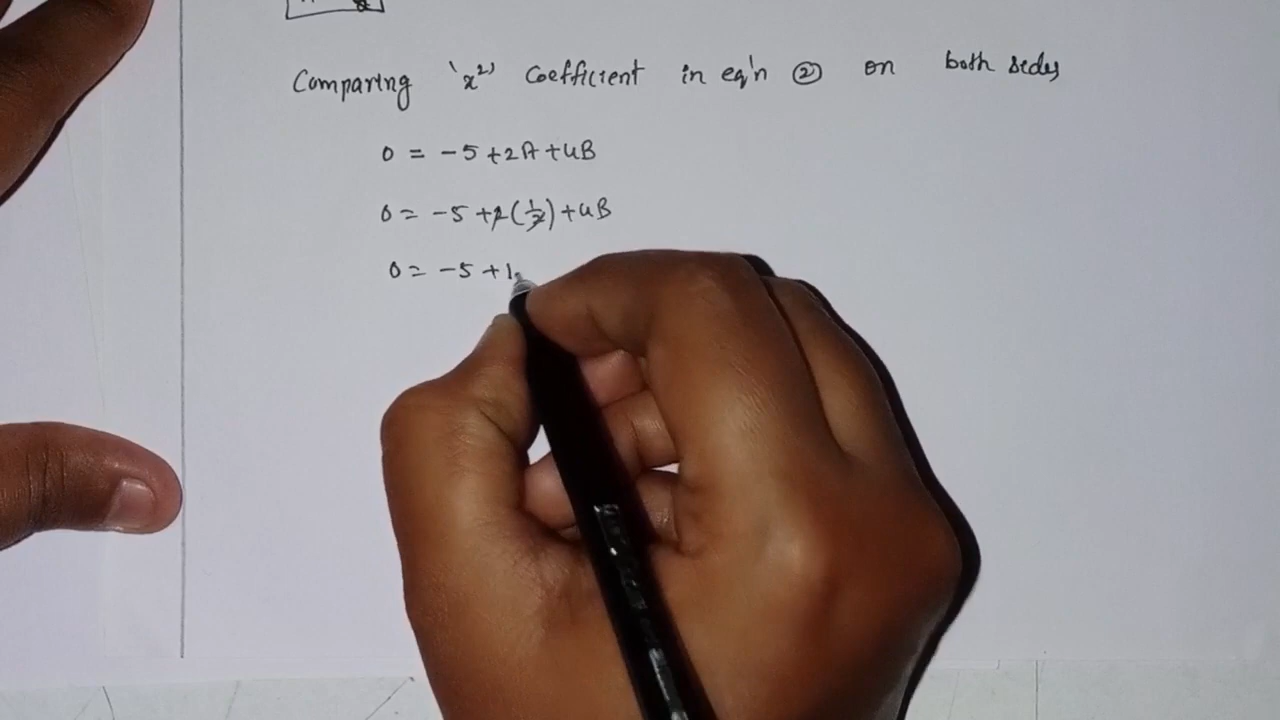 Comparing 'x²' Coefficient in eq'n ② on both sides
0 = -5 + 2A + 4B
0 = -5 + 2(1/2) + 4B
0 = -5 + 1